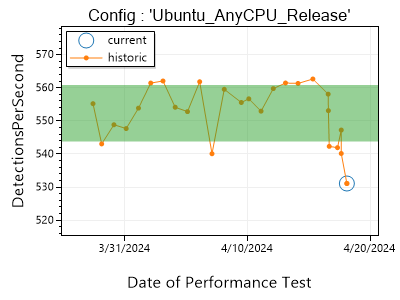 Config : 'Ubuntu_AnyCPU_Release'
current
historic
DetectionsPerSecond
570
560
550
540
530
520
3/31/2024
4/10/2024
4/20/2024
Date of Performance Test